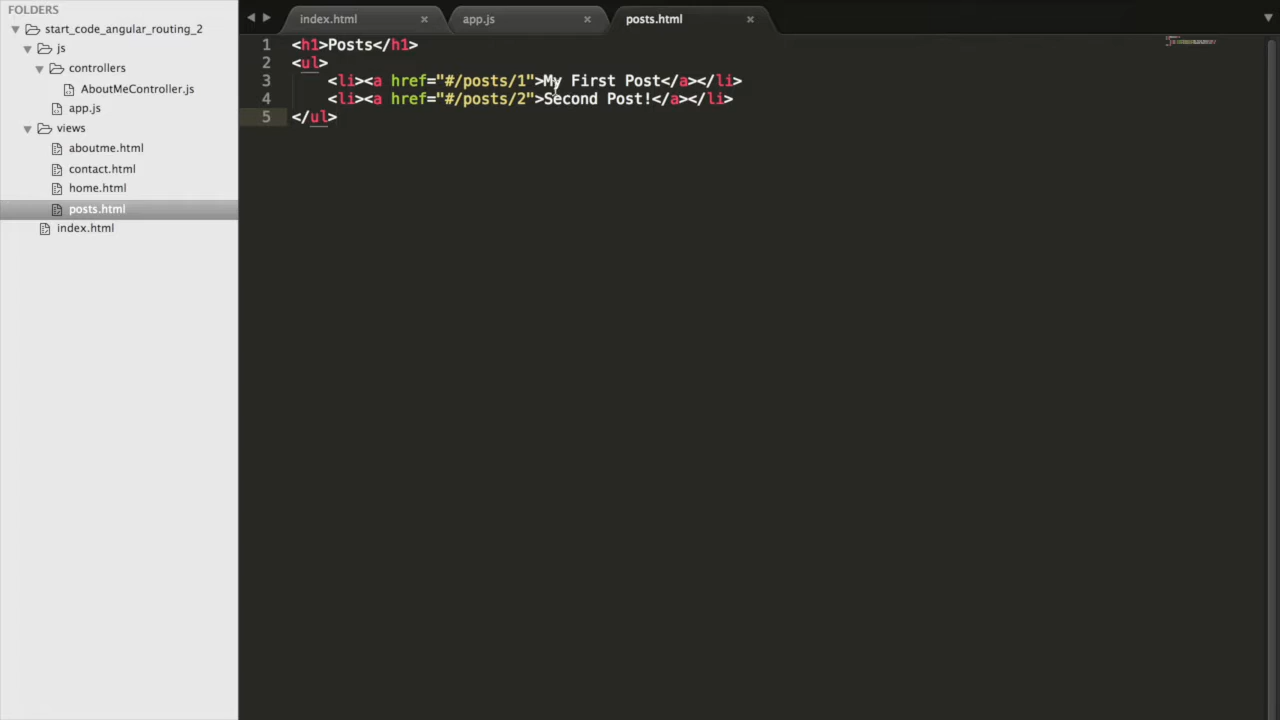 FOLDERS
start_code_angular_routing_2
js
controllers
AboutMeController.js
app.js
views
aboutme.html
contact.html
home.html
posts.html
index.html
index.html × app.js × posts.html ×
1 <h1>Posts</h1>
2 <ul>
3 <li><a href="#/posts/1">My First Post</a></li>
4 <li><a href="#/posts/2">Second Post!</a></li>
5 </ul>